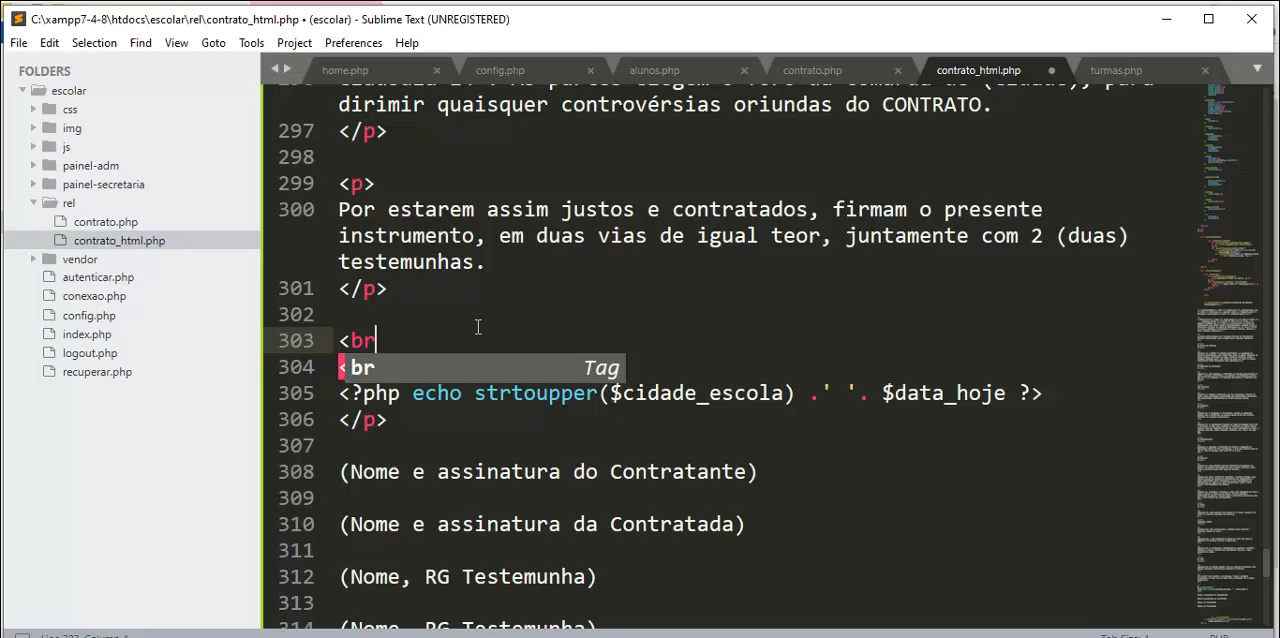 C:\xampp7-4-8\htdocs\escolar\rel\contrato_html.php • (escolar) - Sublime Text (UNREGISTERED)
File Edit Selection Find View Goto Tools Project Preferences Help
FOLDERS
escolar
css
img
js
painel-adm
painel-secretaria
rel
contrato.php
contrato_html.php
vendor
autenticar.php
conexao.php
config.php
index.php
logout.php
recuperar.php
home.php × config.php × alunos.php × contrato.php × contrato_html.php • turmas.php ×
dirimir quaisquer controvérsias oriundas do CONTRATO.
297 </p>
298
299 <p>
300 Por estarem assim justos e contratados, firmam o presente
instrumento, em duas vias de igual teor, juntamente com 2 (duas)
testemunhas.
301 </p>
302
303 <br
304 <
br Tag
305 <?php echo strtoupper($cidade_escola) .' '. $data_hoje ?>
306 </p>
307
308 (Nome e assinatura do Contratante)
309
310 (Nome e assinatura da Contratada)
311
312 (Nome, RG Testemunha)
313
314 (Nome, RG Testemunha)